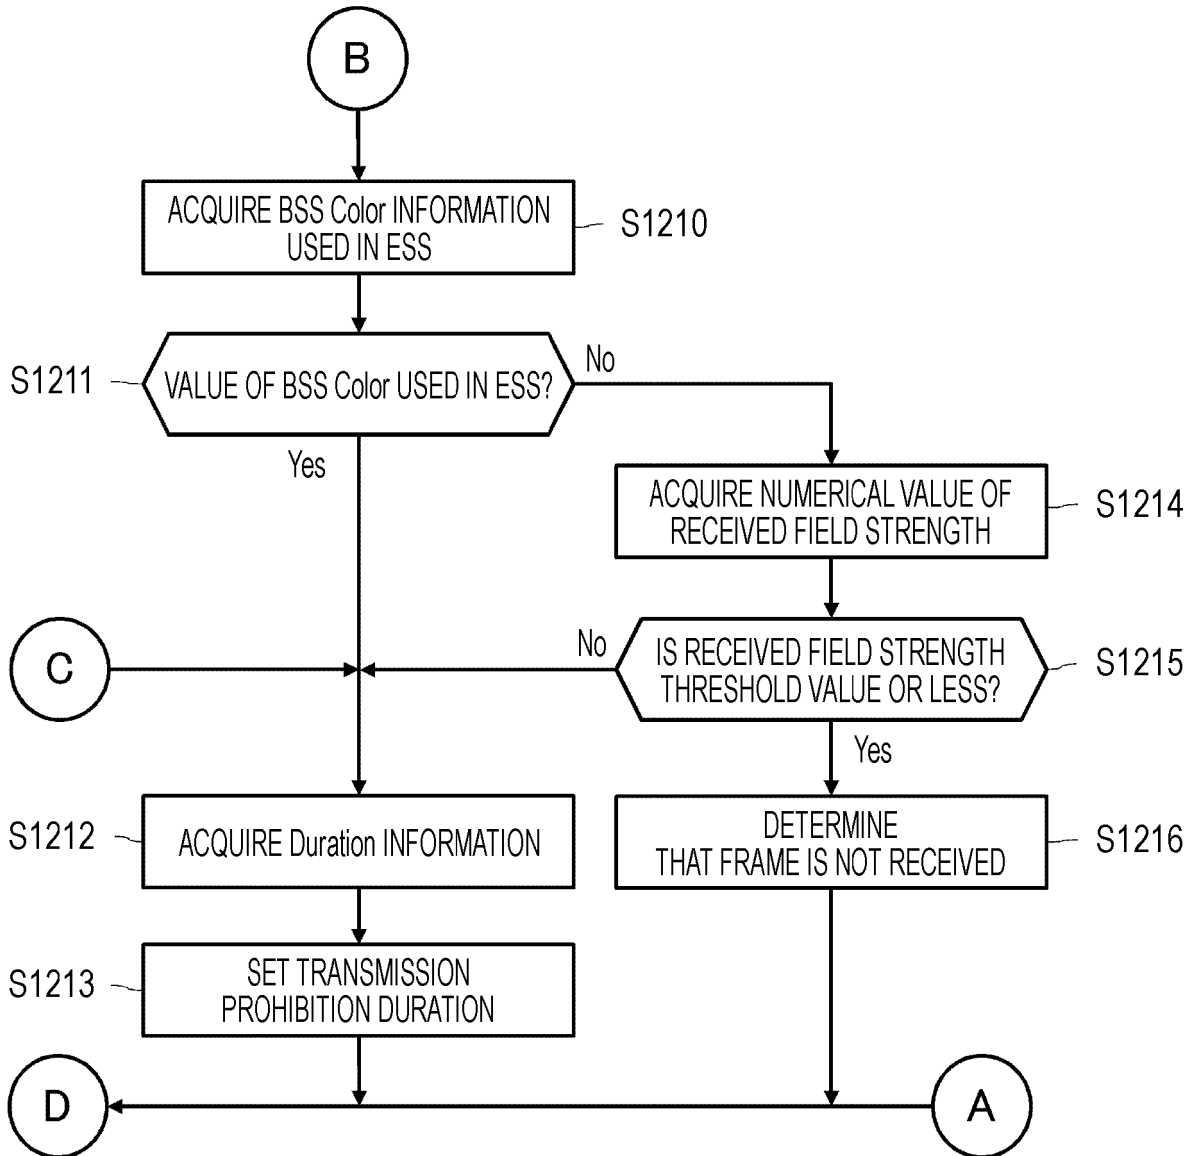 B
ACQUIRE BSS Color INFORMATION
USED IN ESS
S1210
S1211
VALUE OF BSS Color USED IN ESS?
No
Yes
ACQUIRE NUMERICAL VALUE OF
RECEIVED FIELD STRENGTH
S1214
C
No
IS RECEIVED FIELD STRENGTH
THRESHOLD VALUE OR LESS?
S1215
Yes
S1212
ACQUIRE Duration INFORMATION
DETERMINE
THAT FRAME IS NOT RECEIVED
S1216
S1213
SET TRANSMISSION
PROHIBITION DURATION
D
A